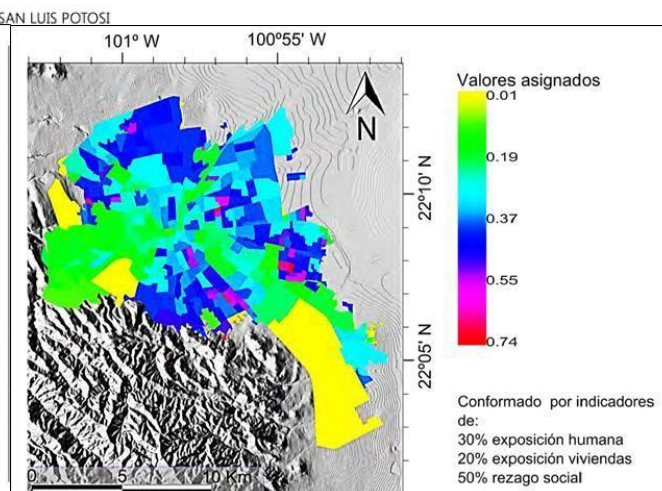 SAN LUIS POTOSI
101° W
100°55' W
N
22°10' N
22°05' N
0
5
10 Km
Valores asignados
0.01
0.19
0.37
0.55
0.74
Conformado por indicadores
de:
30% exposición humana
20% exposición viviendas
50% rezago social